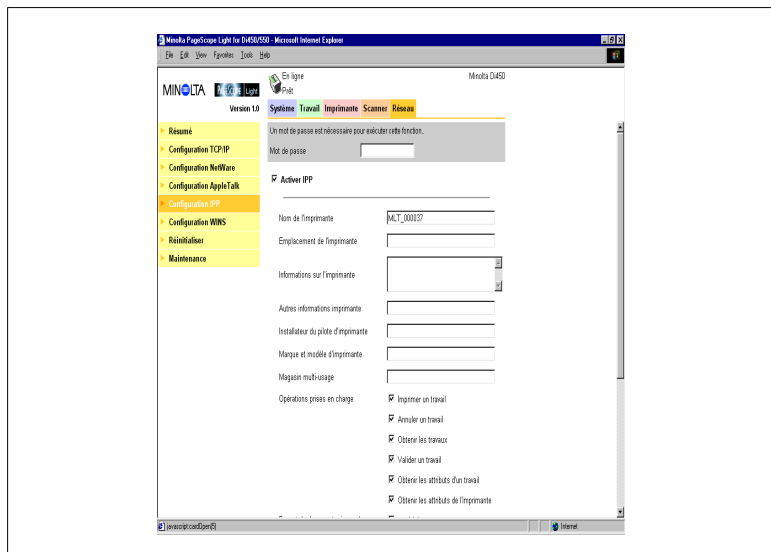 Minolta PageScope Light for Di450/550 - Microsoft Internet Explorer
File Edit View Favorites Tools Help
MINOLTA PageScope Light
Version 1.0
En ligne
Prêt
Minolta Di450
Système Travail Imprimante Scanner Réseau
Résumé
Configuration TCP/IP
Configuration NetWare
Configuration AppleTalk
Configuration IPP
Configuration WINS
Réinitialiser
Maintenance
Un mot de passe est nécessaire pour exécuter cette fonction.
Mot de passe
Activer IPP
Nom de l'imprimante MLT_000037
Emplacement de l'imprimante
Informations sur l'imprimante
Autres informations imprimante
Installateur du pilote d'imprimante
Marque et modèle d'imprimante
Magasin multi-usage
Opérations prises en charge
Imprimer un travail
Annuler un travail
Obtenir les travaux
Valider un travail
Obtenir les attributs d'un travail
Obtenir les attributs de l'imprimante
javascript:cardOpen(5)
Internet